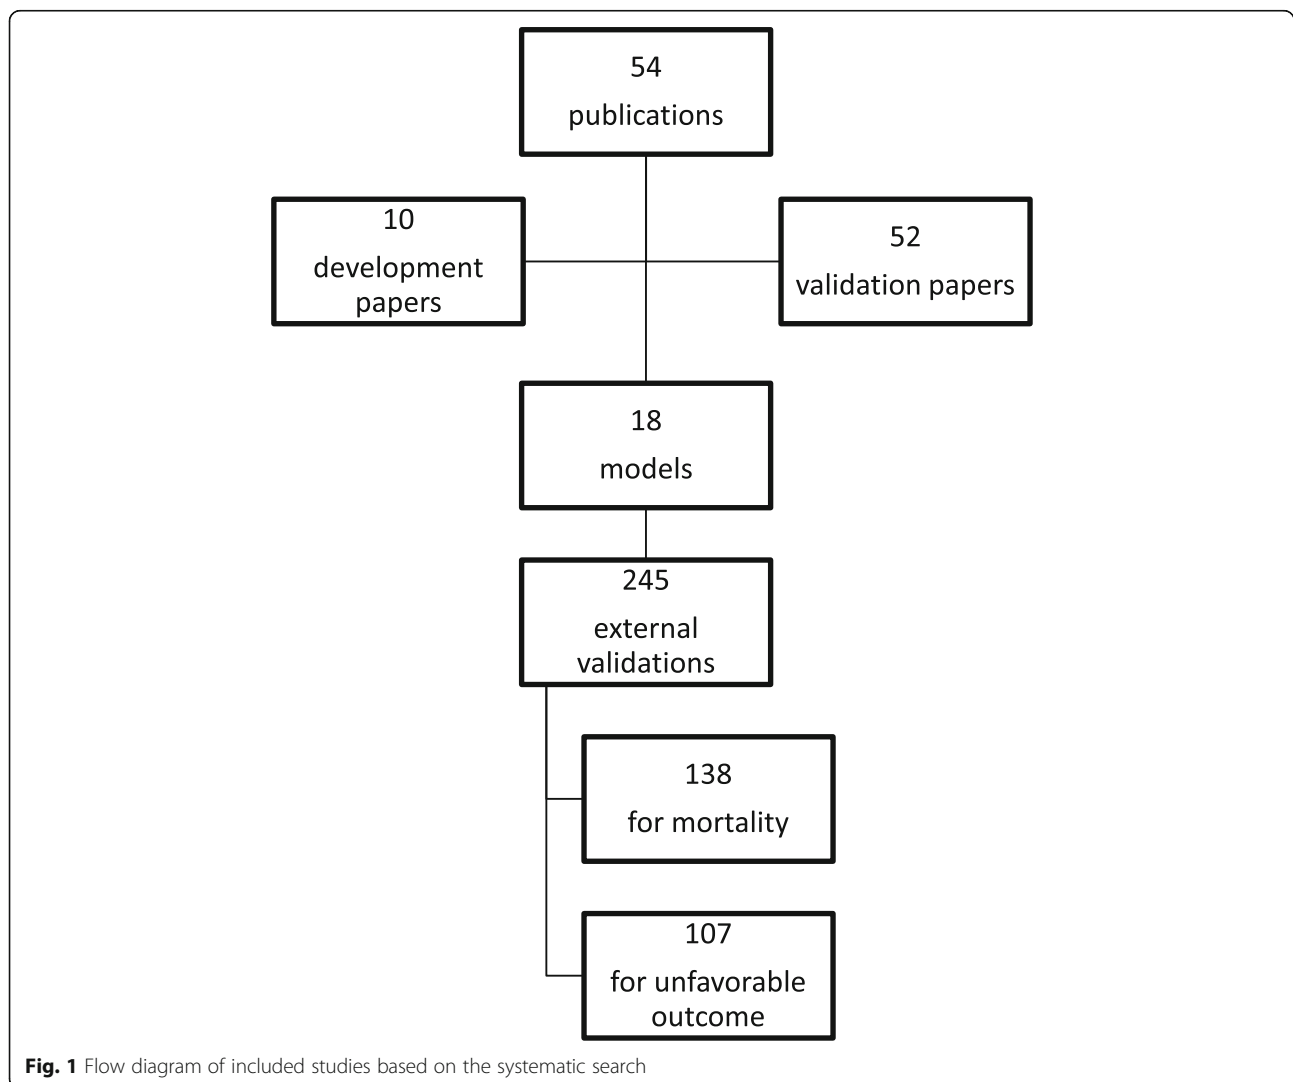 54
publications
10
development
papers
52
validation papers
18
models
245
external
validations
138
for mortality
107
for unfavorable
outcome
Fig. 1 Flow diagram of included studies based on the systematic search